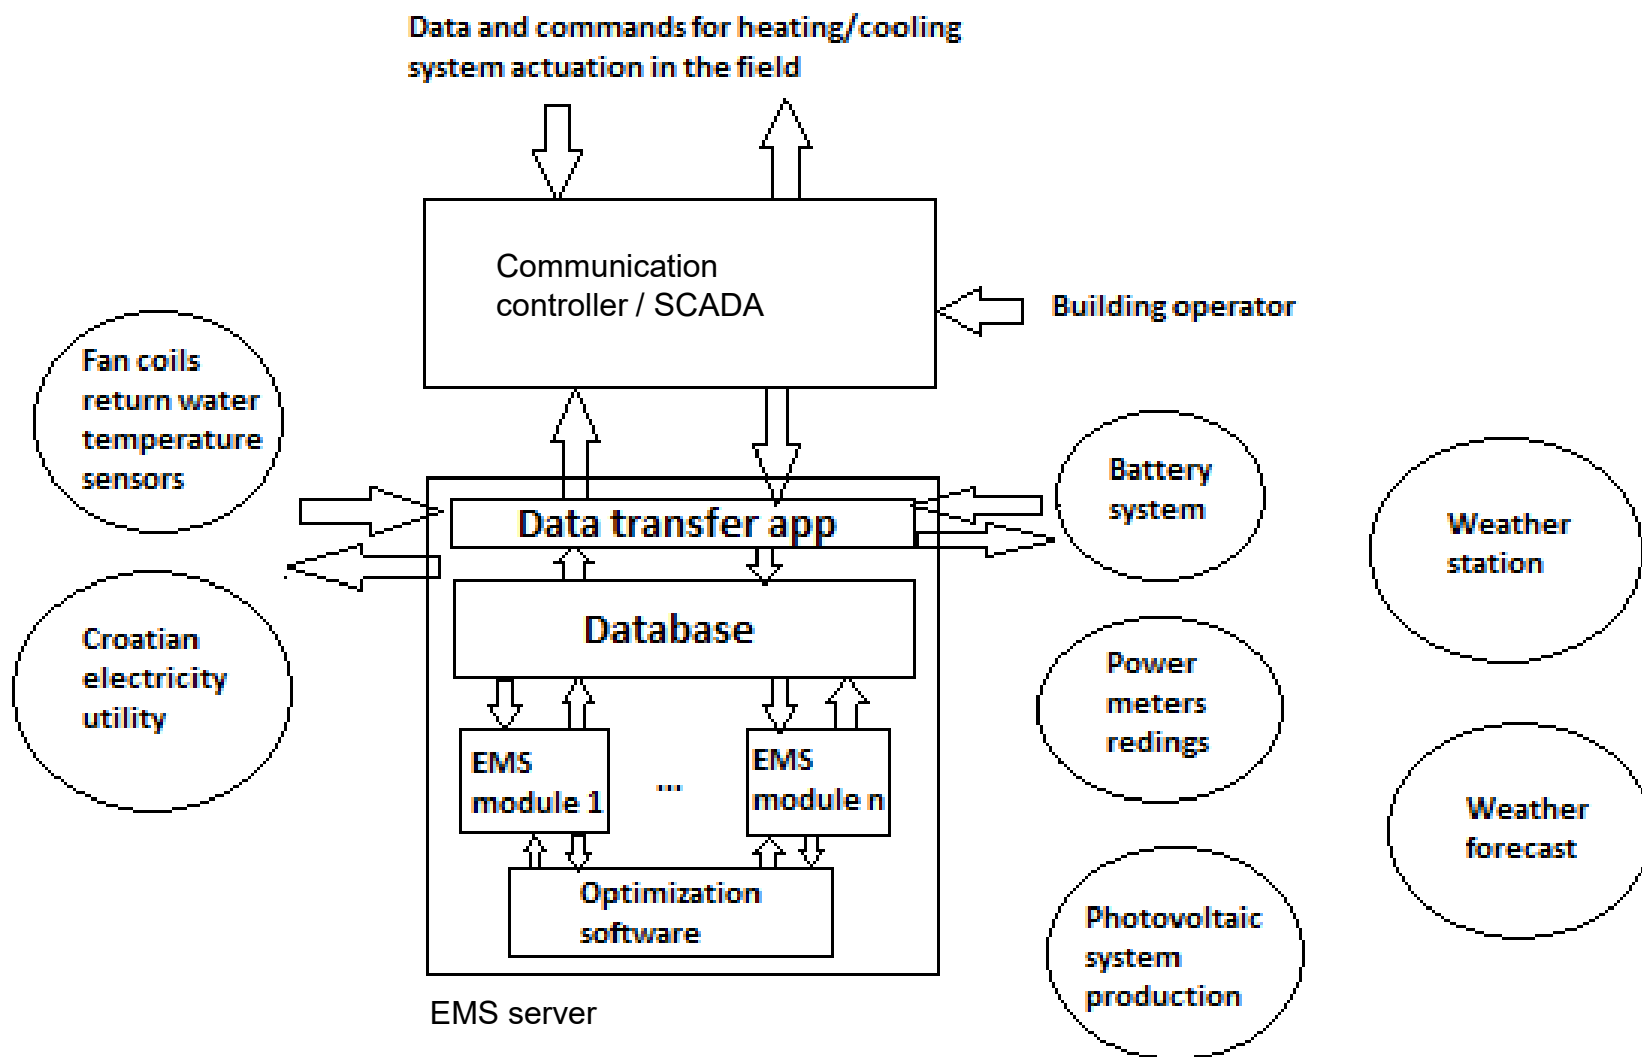 Data and commands for heating/cooling
system actuation in the field
Communication
controller / SCADA
Building operator
Fan coils
return water
temperature
sensors
Battery
system
Weather
station
Data transfer app
Database
Croatian
electricity
utility
Power
meters
redings
EMS
module 1
...
EMS
module n
Weather
forecast
Optimization
software
Photovoltaic
system
production
EMS server